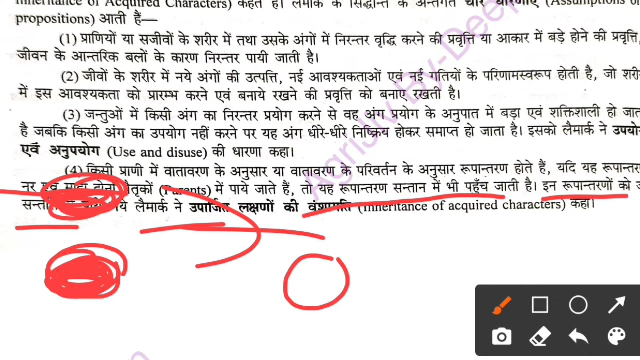 Inheritance of Acquired Characters) कहते हैं। लेमार्क के सिद्धान्त के अन्तर्गत चार धारणाएँ (Assumptions or
propositions) आती हैं—
(1) प्राणियों या सजीवों के शरीर में तथा उसके अंगों में निरन्तर वृद्धि करने की प्रवृत्ति या आकार में बड़े होने की प्रवृत्ति,
जीवन के आन्तरिक बलों के कारण निरन्तर पायी जाती है।
(2) जीवों के शरीर में नये अंगों की उत्पत्ति, नई आवश्यकताओं एवं नई गतियों के परिणामस्वरूप होती है, जो शरीर
में इस आवश्यकता को प्रारम्भ करने एवं बनाये रखने की प्रवृत्ति को बनाए रखती है।
(3) जन्तुओं में किसी अंग का निरन्तर प्रयोग करने से वह अंग प्रयोग के अनुपात में बड़ा एवं शक्तिशाली हो जाता
है जबकि किसी अंग का उपयोग नहीं करने पर यह अंग धीरे-धीरे निष्क्रिय होकर समाप्त हो जाता है। इसको लैमार्क ने उपयोग
एवं अनुपयोग (Use and disuse) की धारणा कहा।
(4) किसी प्राणी में वातावरण के अनुसार या वातावरण के परिवर्तन के अनुसार रूपान्तरण होते हैं, यदि यह रूपान्तरण
नर एवं मादा दोनों (Parents) में पाये जाते हैं, तो यह रूपान्तरण सन्तान में भी पहुँच जाती है। इन रूपान्तरणों को
लैमार्क ने उपार्जित लक्षणों की वंशागति (Inheritance of acquired characters) कहा।